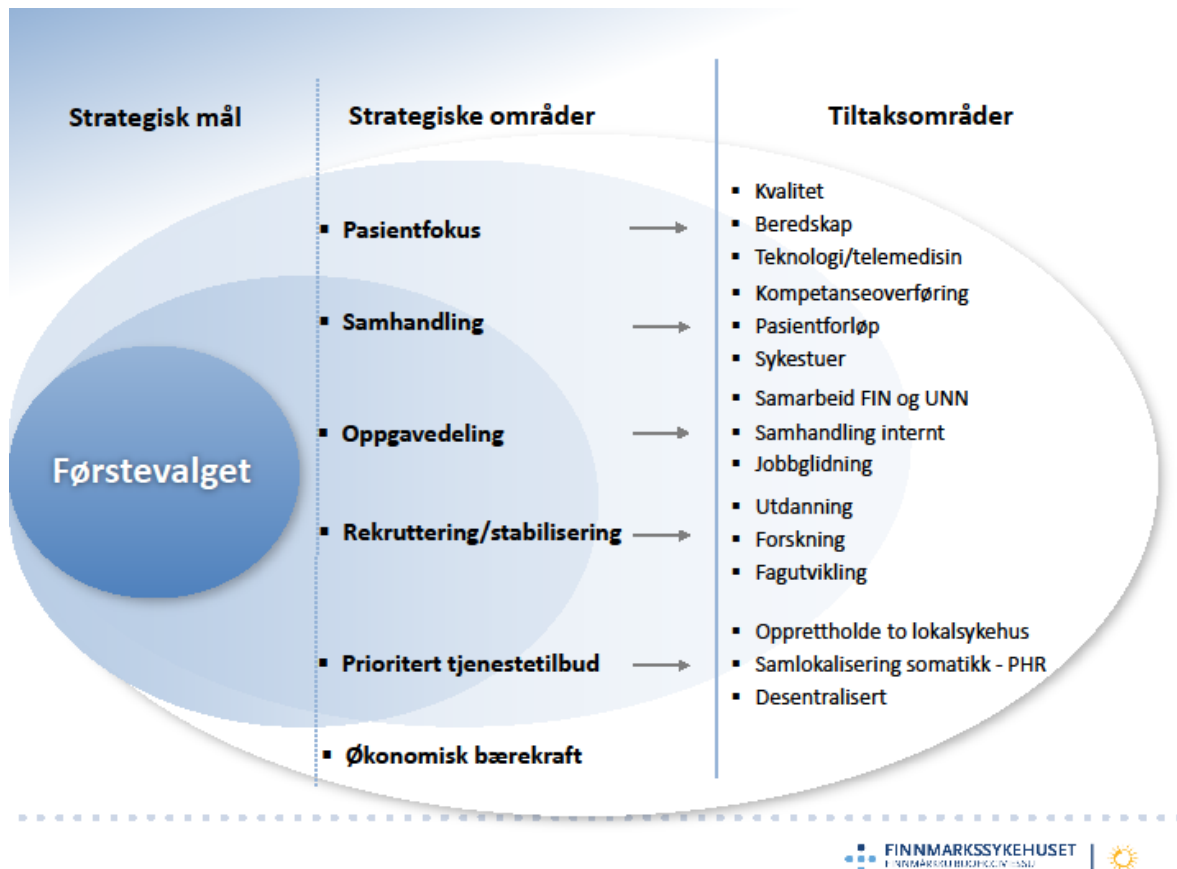 Strategisk mål
Strategiske områder
Tiltaksområder
Førstevalget
▪ Pasientfokus
▪ Samhandling
▪ Oppgavedeling
▪ Rekruttering/stabilisering
▪ Prioritert tjenestetilbud
▪ Økonomisk bærekraft
▪ Kvalitet
▪ Beredskap
▪ Teknologi/telemedisin
▪ Kompetanseoverføring
▪ Pasientforløp
▪ Sykestuer
▪ Samarbeid FIN og UNN
▪ Samhandling internt
▪ Jobbglidning
▪ Utdanning
▪ Forskning
▪ Fagutvikling
▪ Opprettholde to lokalsykehus
▪ Samlokalisering somatikk - PHR
▪ Desentralisert
FINNMARKSSYKEHUSET